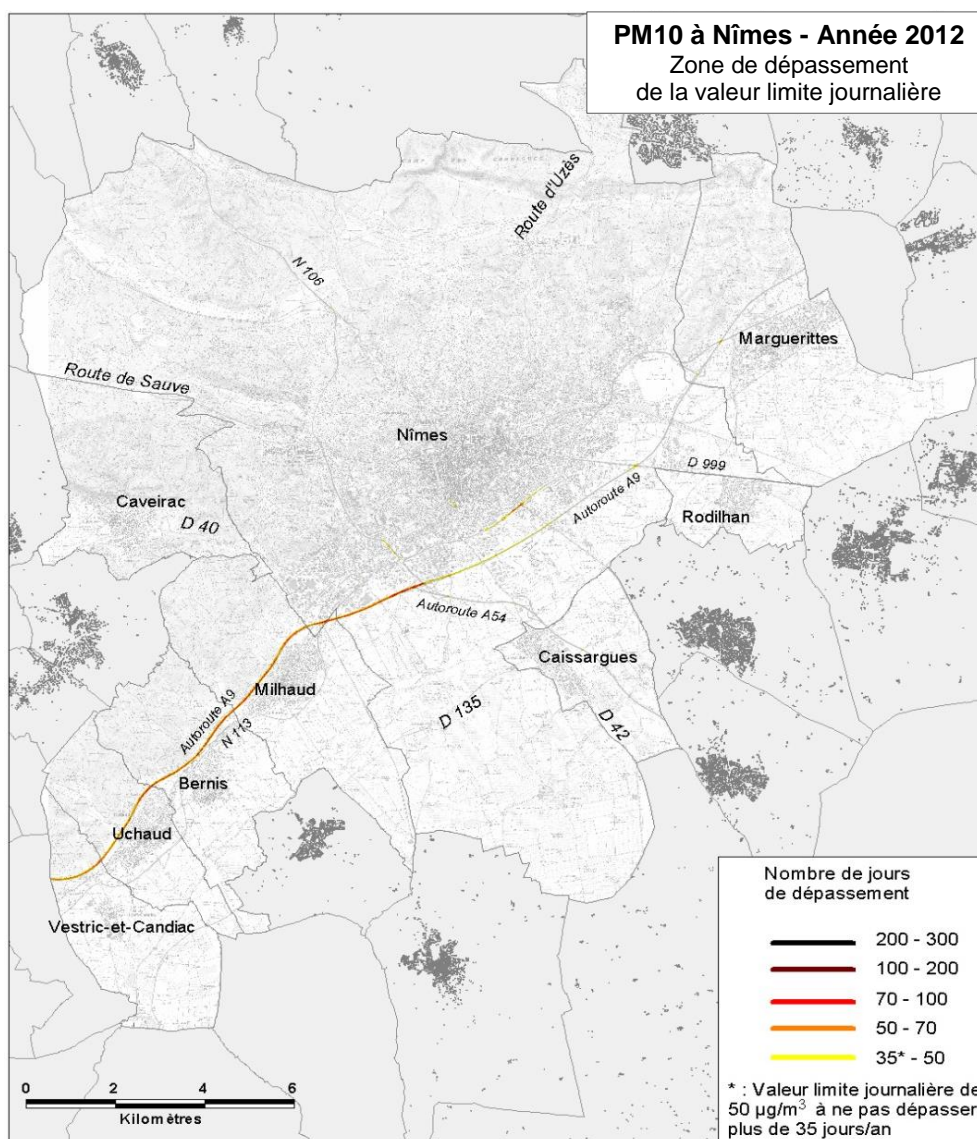 PM10 à Nîmes - Année 2012
Zone de dépassement
de la valeur limite journalière
Route d'Uzès
N 106
Marguerittes
Route de Sauve
Nîmes
D 999
Caveirac
D 40
Autoroute A9
Rodilhan
Autoroute A54
Caissargues
Milhaud
Autoroute A9
D 135
D 42
N 113
Bernis
Uchaud
Vestric-et-Candiac
Nombre de jours
de dépassement
200 - 300
100 - 200
70 - 100
50 - 70
35* - 50
* : Valeur limite journalière de
50 µg/m³ à ne pas dépasser
plus de 35 jours/an
0 2 4 6
Kilomètres